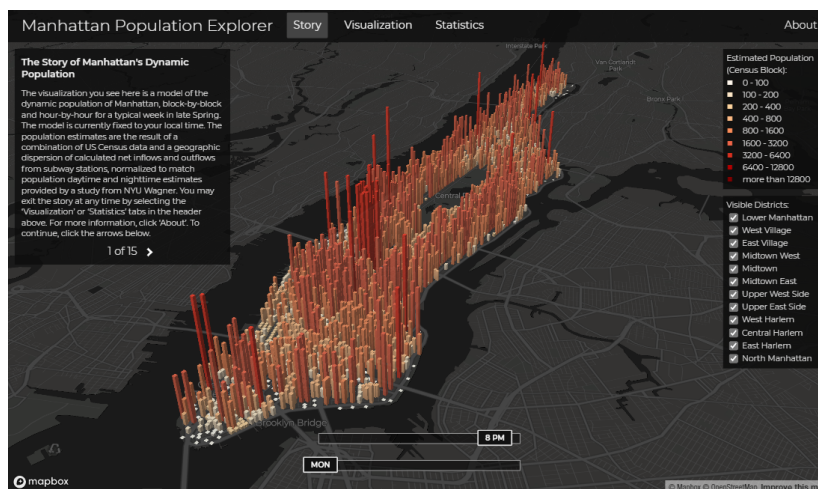 Manhattan Population Explorer
Story
Visualization
Statistics
About
The Story of Manhattan's Dynamic
Population
The visualization you see here is a model of the
dynamic population of Manhattan, block-by-block
and hour-by-hour for a typical week in late Spring.
The model is currently fixed to your local time. The
population estimates are the result of a
combination of US Census data and a geographic
dispersion of calculated net inflows and outflows
from subway stations, normalized to match
population daytime and nighttime estimates
provided by a study from NYU Wagner. You may
exit the story at any time by selecting the
'Visualization' or 'Statistics' tabs in the header
above. For more information, click 'About'. To
continue, click the arrows below.
1 of 15
Interstate Park
Van Cortlandt
Park
Bronx Park
Central
Brooklyn Bridge
Estimated Population
(Census Block):
0 - 100
100 - 200
200 - 400
400 - 800
800 - 1600
1600 - 3200
3200 - 6400
6400 - 12800
more than 12800
Visible Districts:
Lower Manhattan
West Village
East Village
Midtown West
Midtown
Midtown East
Upper West Side
Upper East Side
West Harlem
Central Harlem
East Harlem
North Manhattan
8 PM
MON
mapbox
© Mapbox © OpenStreetMap Improve this m